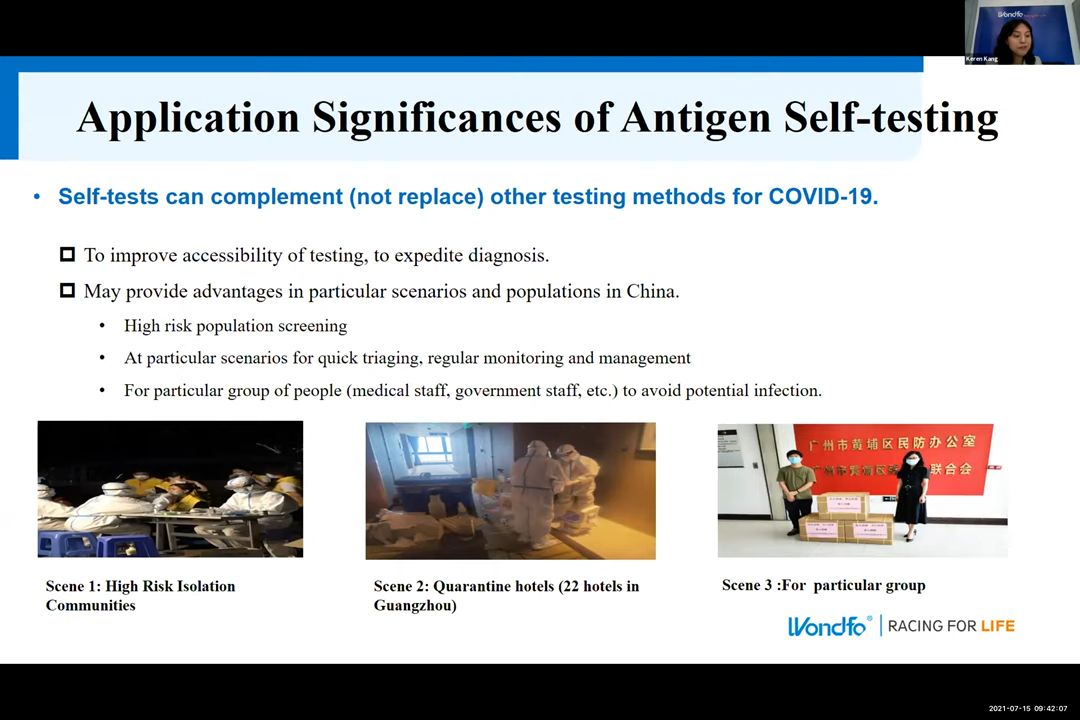 Wondfo
Keren Kang
Application Significances of Antigen Self-testing
• Self-tests can complement (not replace) other testing methods for COVID-19.
To improve accessibility of testing, to expedite diagnosis.
May provide advantages in particular scenarios and populations in China.
• High risk population screening
• At particular scenarios for quick triaging, regular monitoring and management
• For particular group of people (medical staff, government staff, etc.) to avoid potential infection.
广州市黄埔区民防办公室
广州市黄埔区 联合会
Scene 1: High Risk Isolation
Communities
Scene 2: Quarantine hotels (22 hotels in
Guangzhou)
Scene 3 :For particular group
Wondfo® | RACING FOR LIFE
2021-07-15 09:42:07